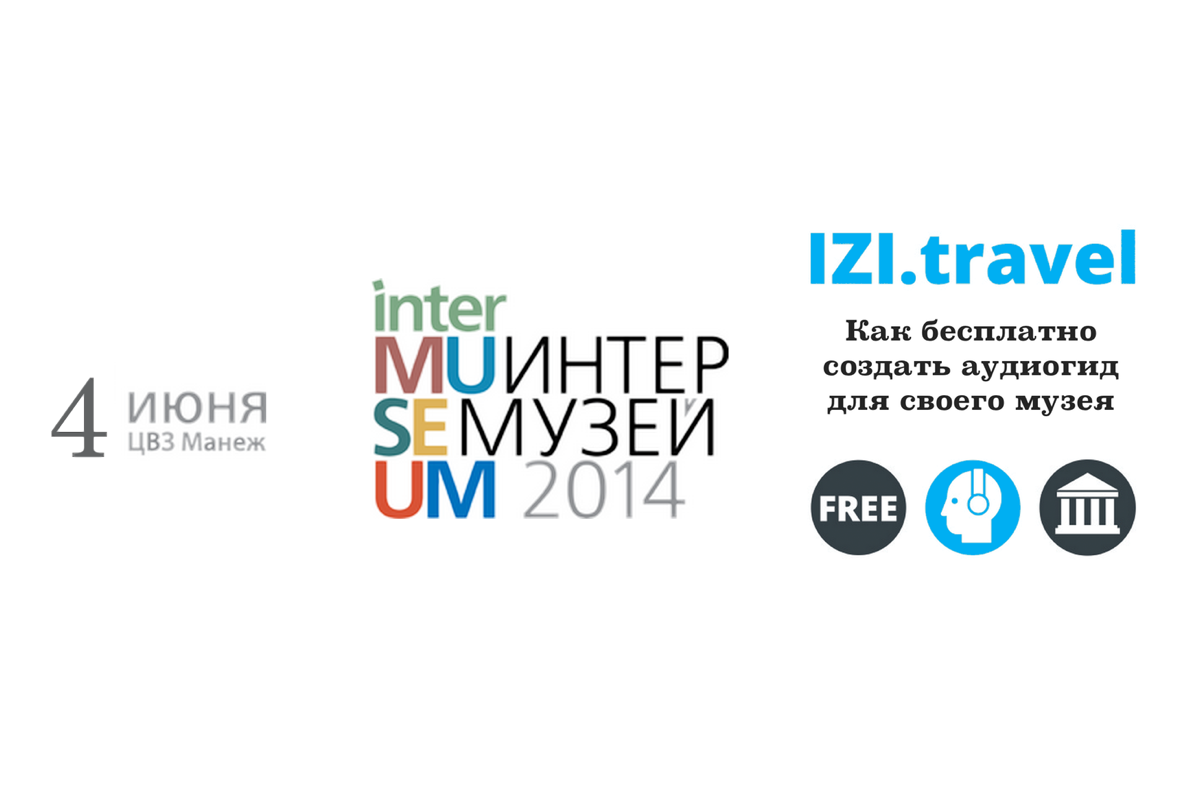 4 ИЮНЯ
ЦВЗ Манеж
inter
MUИНТЕР
SEМУЗЕЙ
UM 2014
IZI.travel
Как бесплатно
создать аудиогид
для своего музея
FREE